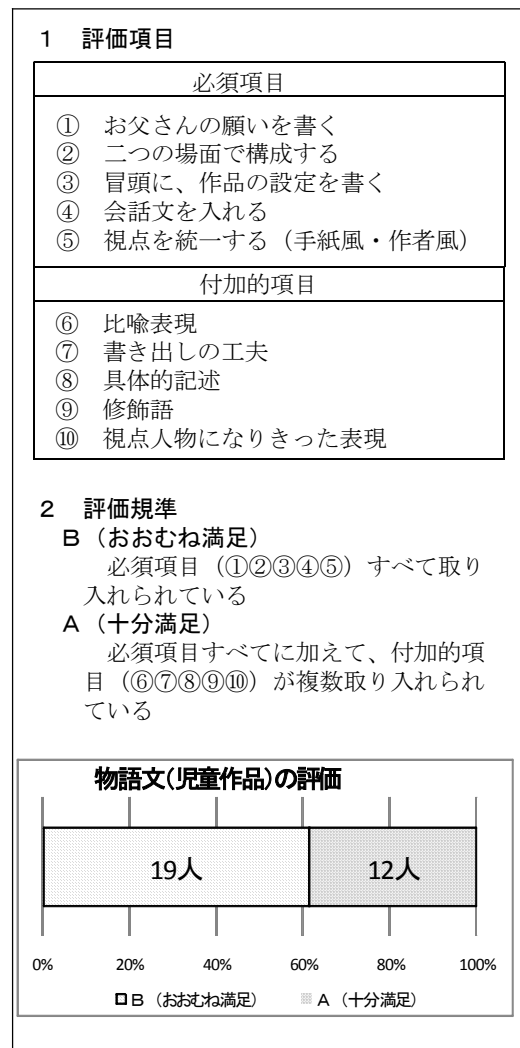 1 評価項目
必須項目
① お父さんの願いを書く
② 二つの場面で構成する
③ 冒頭に、作品の設定を書く
④ 会話文を入れる
⑤ 視点を統一する（手紙風・作者風）
付加的項目
⑥ 比喩表現
⑦ 書き出しの工夫
⑧ 具体的記述
⑨ 修飾語
⑩ 視点人物になりきった表現
2 評価規準
B（おおむね満足）
必須項目（①②③④⑤）すべて取り
入れられている
A（十分満足）
必須項目すべてに加えて、付加的項
目（⑥⑦⑧⑨⑩）が複数取り入れられ
ている
物語文(児童作品)の評価
19人 12人
0% 20% 40% 60% 80% 100%
B（おおむね満足） A（十分満足）